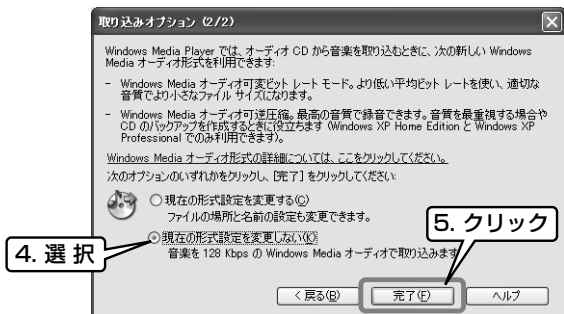 取り込みオプション (2/2)
Windows Media Player では、オーディオ CD から音楽を取り込むときに、次の新しい Windows
Media オーディオ形式を利用できます:
- Windows Media オーディオ可変ビット レート モード。より低い平均ビット レートを使い、適切な
音質でより小さなファイル サイズになります。
- Windows Media オーディオ可逆圧縮。最高の音質で録音できます。音質を最重視する場合や
CD のバックアップを作成するときに役立ちます (Windows XP Home Edition と Windows XP
Professional でのみ利用できます)。
Windows Media オーディオ形式の詳細については、ここをクリックしてください。
次のオプションのいずれかをクリックし、[完了] をクリックしてください:
現在の形式設定を変更する(C)
ファイルの場所と名前の設定も変更できます。
5. クリック
4. 選 択
現在の形式設定を変更しない(K)
音楽を 128 Kbps の Windows Media オーディオで取り込みます
< 戻る(B)
完了(F)
ヘルプ